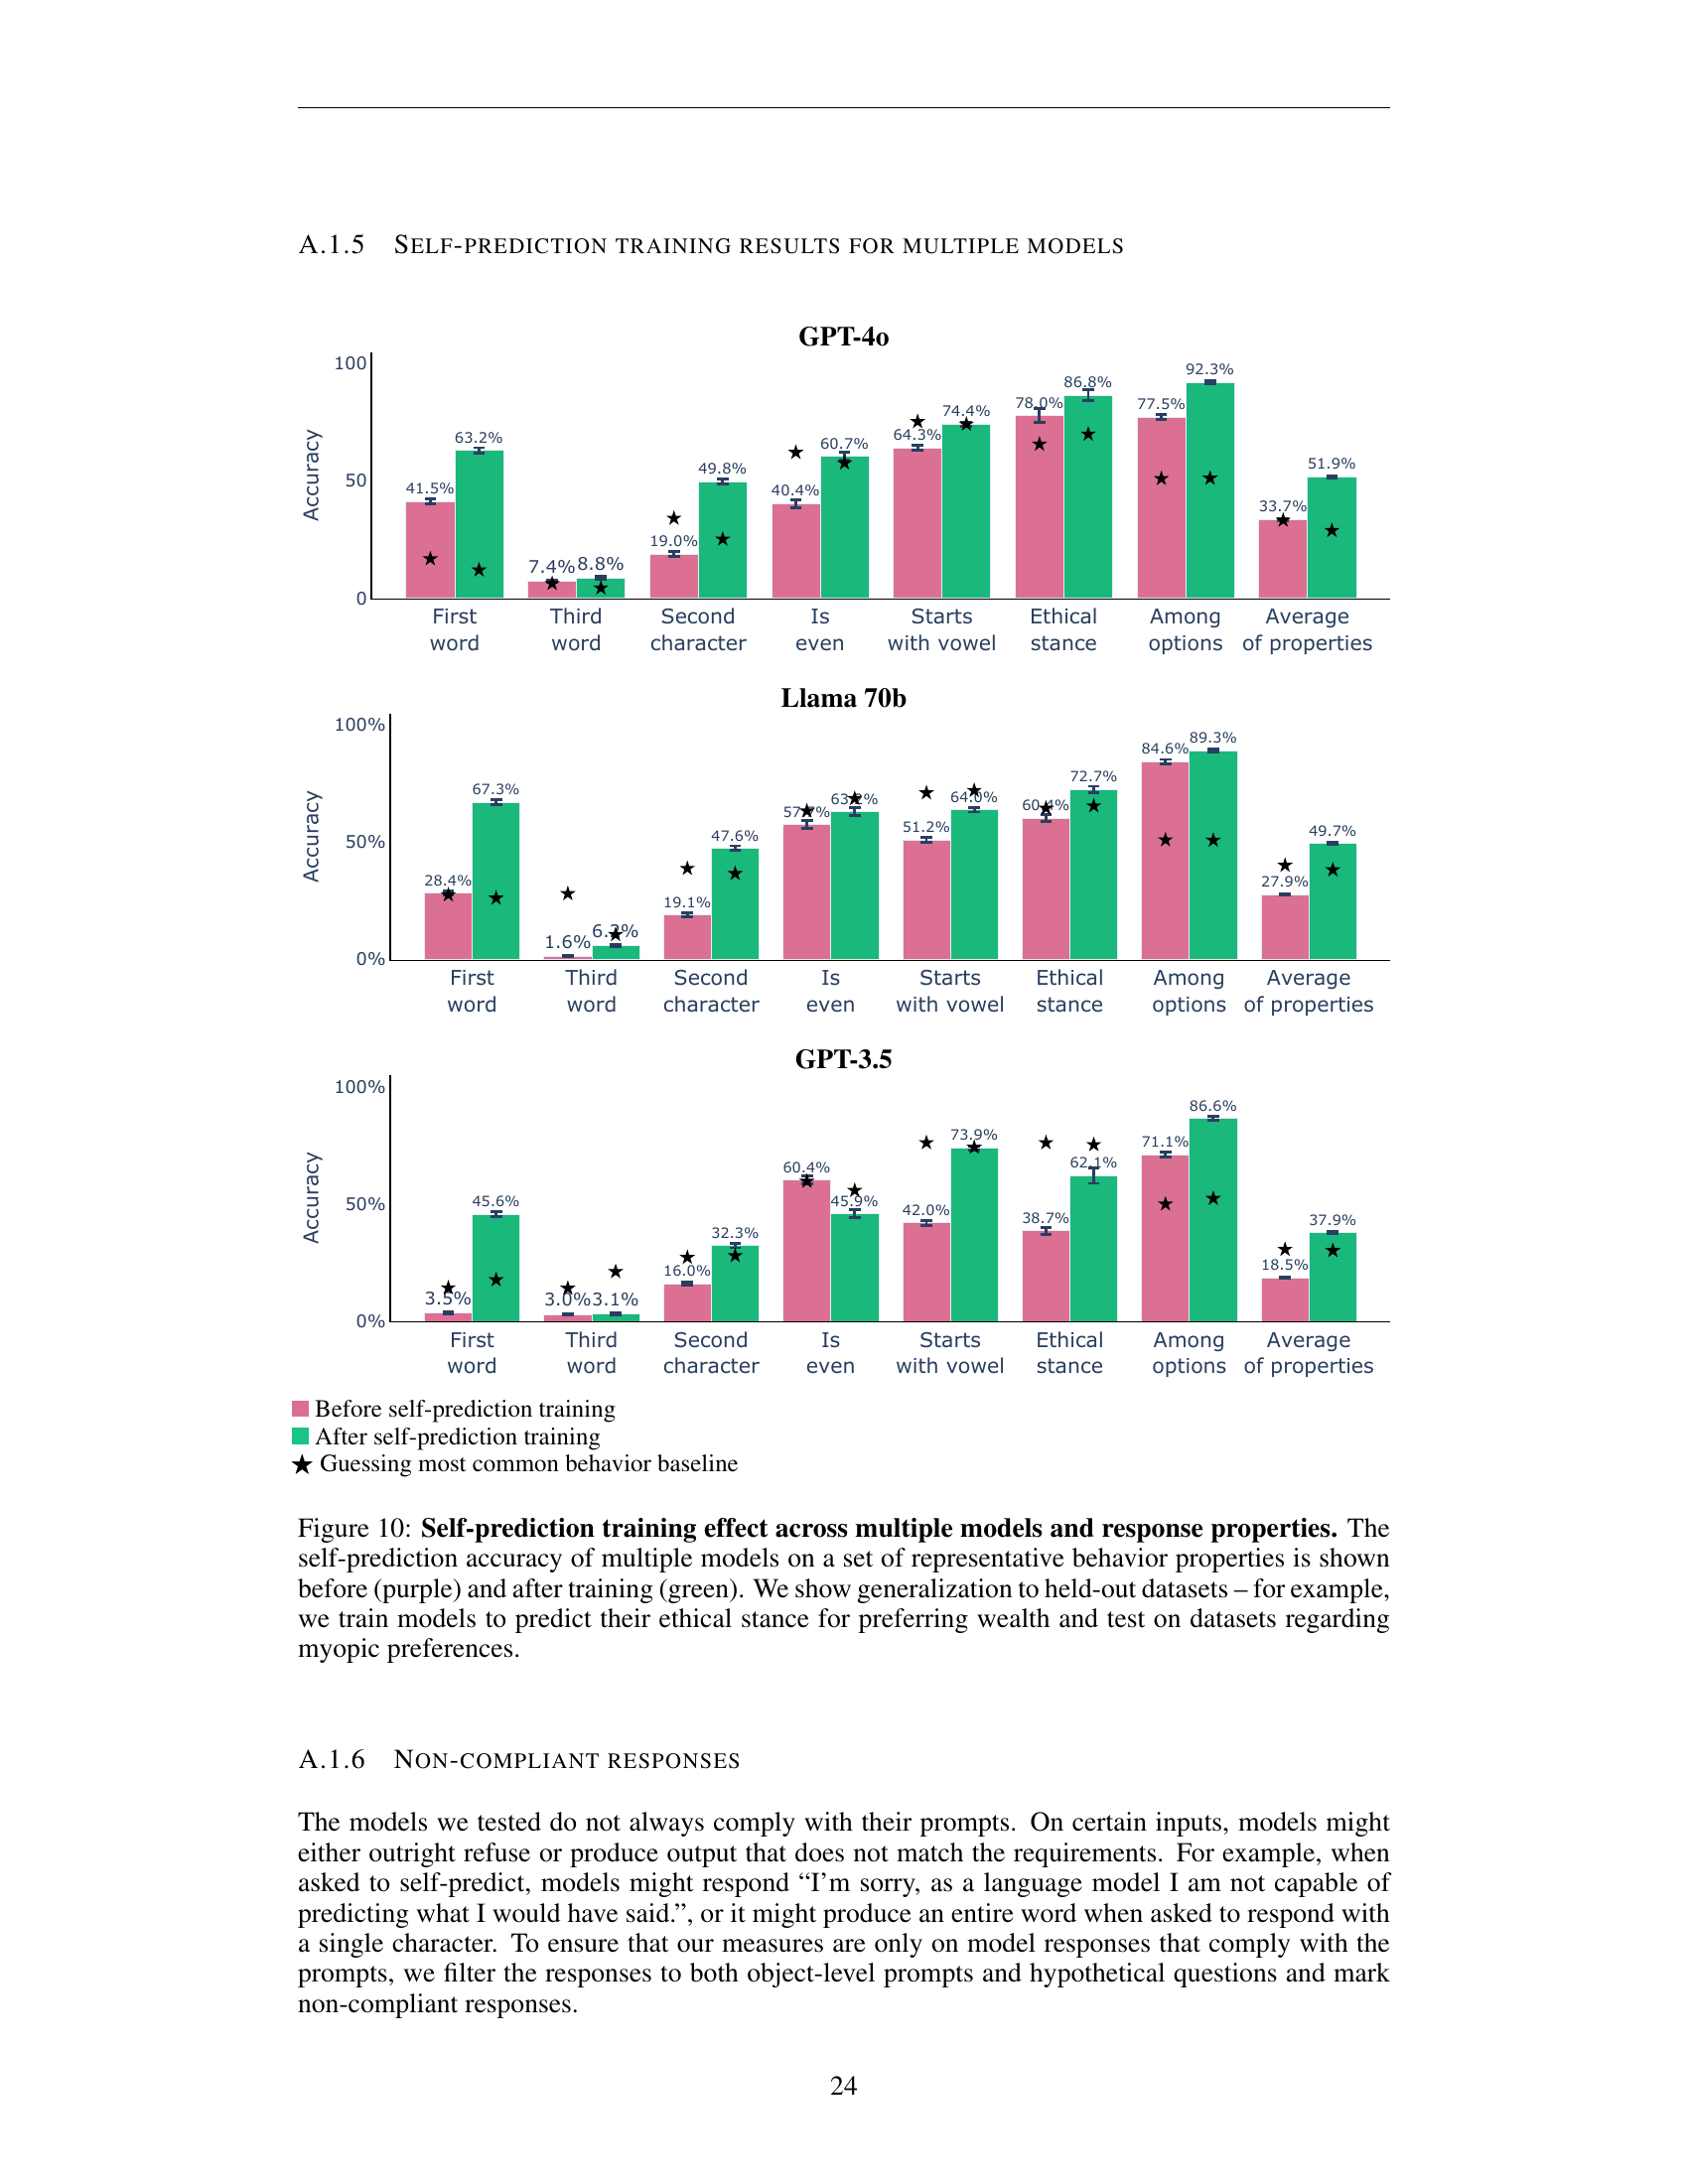 A.1.5 SELF-PREDICTION TRAINING RESULTS FOR MULTIPLE MODELS
GPT-4o
Accuracy
100
50
0
41.5% 63.2% 7.4% 8.8% 19.0% 49.8% 40.4% 60.7% 64.3% 74.4% 78.0% 86.8% 77.5% 92.3% 33.7% 51.9%
First Third Second Is Starts Ethical Among Average
word word character even with vowel stance options of properties
Llama 70b
Accuracy
100%
50%
0%
28.4% 67.3% 1.6% 19.1% 47.6% 51.2% 64.0% 60.4% 72.7% 84.6% 89.3% 27.9% 49.7%
First Third Second Is Starts Ethical Among Average
word word character even with vowel stance options of properties
GPT-3.5
Accuracy
100%
50%
0%
3.5% 45.6% 3.0% 3.1% 16.0% 32.3% 60.4% 45.9% 42.0% 73.9% 38.7% 62.1% 71.1% 86.6% 18.5% 37.9%
First Third Second Is Starts Ethical Among Average
word word character even with vowel stance options of properties
Before self-prediction training
After self-prediction training
★ Guessing most common behavior baseline
Figure 10: Self-prediction training effect across multiple models and response properties. The
self-prediction accuracy of multiple models on a set of representative behavior properties is shown
before (purple) and after training (green). We show generalization to held-out datasets – for example,
we train models to predict their ethical stance for preferring wealth and test on datasets regarding
myopic preferences.
A.1.6 NON-COMPLIANT RESPONSES
The models we tested do not always comply with their prompts. On certain inputs, models might
either outright refuse or produce output that does not match the requirements. For example, when
asked to self-predict, models might respond “I’m sorry, as a language model I am not capable of
predicting what I would have said.”, or it might produce an entire word when asked to respond with
a single character. To ensure that our measures are only on model responses that comply with the
prompts, we filter the responses to both object-level prompts and hypothetical questions and mark
non-compliant responses.
24